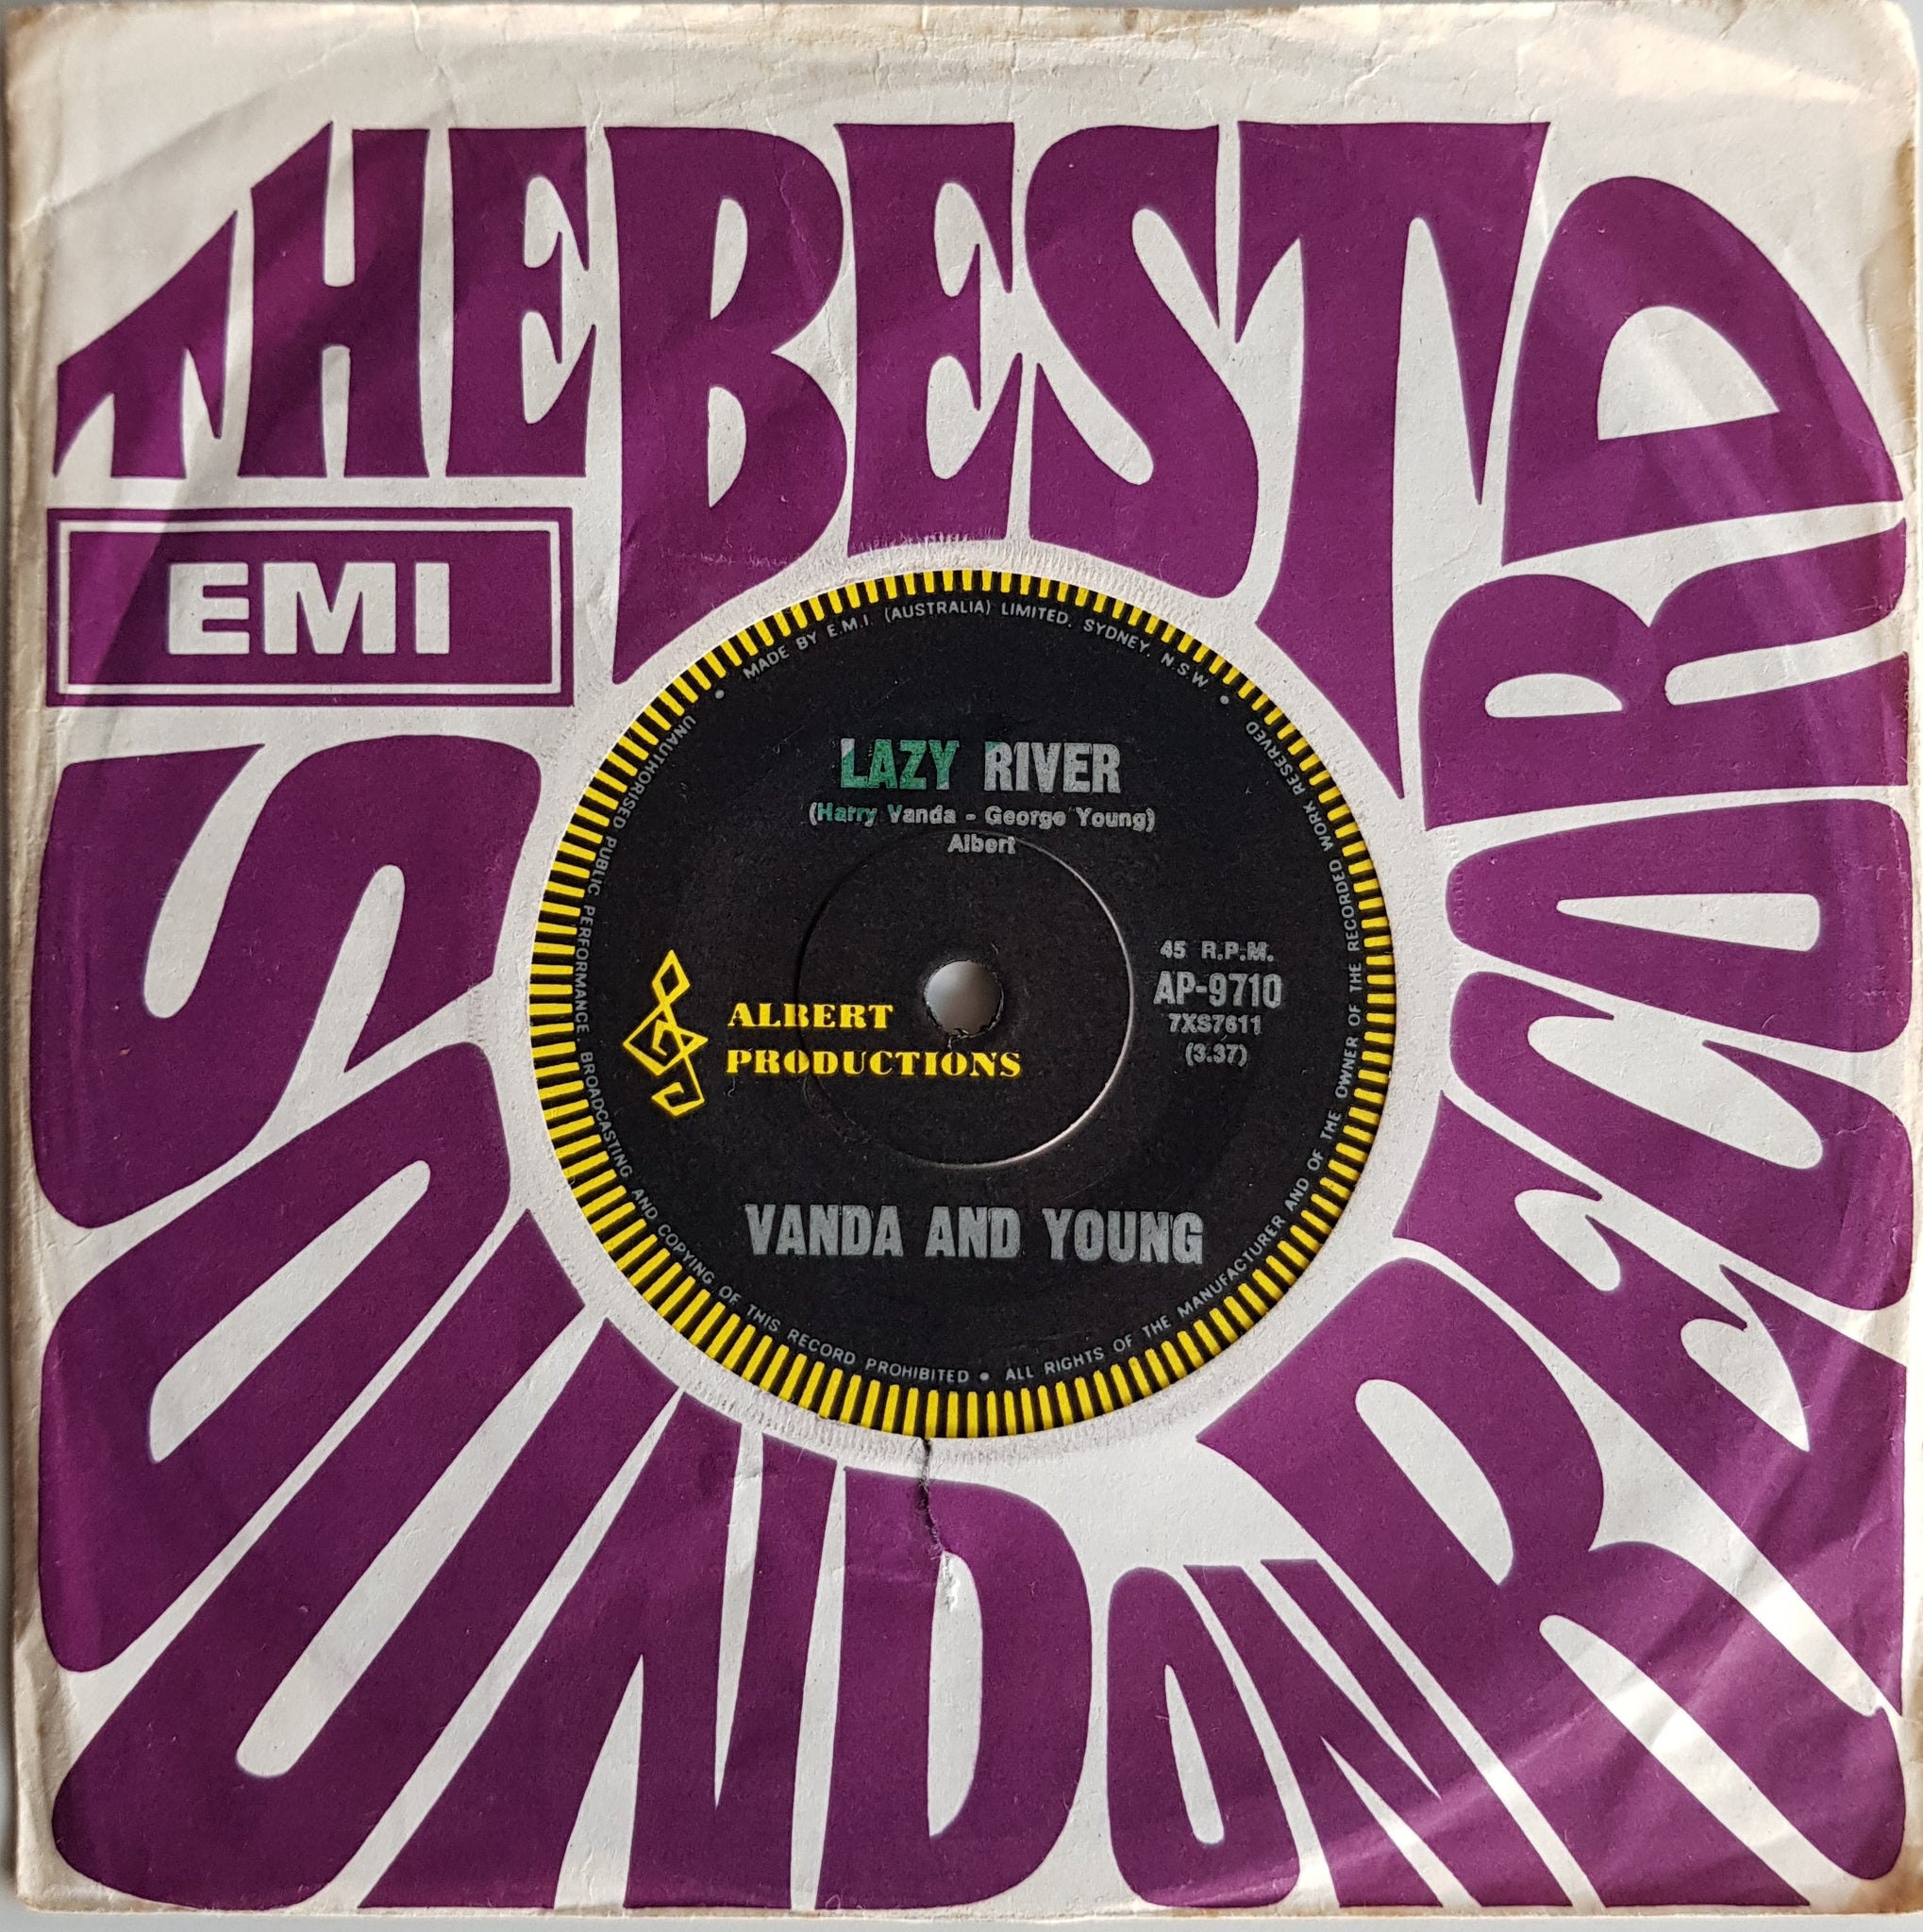 THE BEST
SOUND ON RECORD
EMI
MADE BY E.M.I. (AUSTRALIA) LIMITED. SYDNEY. N.S.W.
UNAUTHORISED PUBLIC PERFORMANCE BROADCASTING AND COPYING OF THIS RECORD PROHIBITED • ALL RIGHTS OF THE MANUFACTURER AND OF THE OWNER OF THE RECORDED WORK RESERVED
LAZY RIVER
(Harry Vanda - George Young)
Albert
45 R.P.M.
AP-9710
7XS7611
(3.37)
ALBERT
PRODUCTIONS
VANDA AND YOUNG